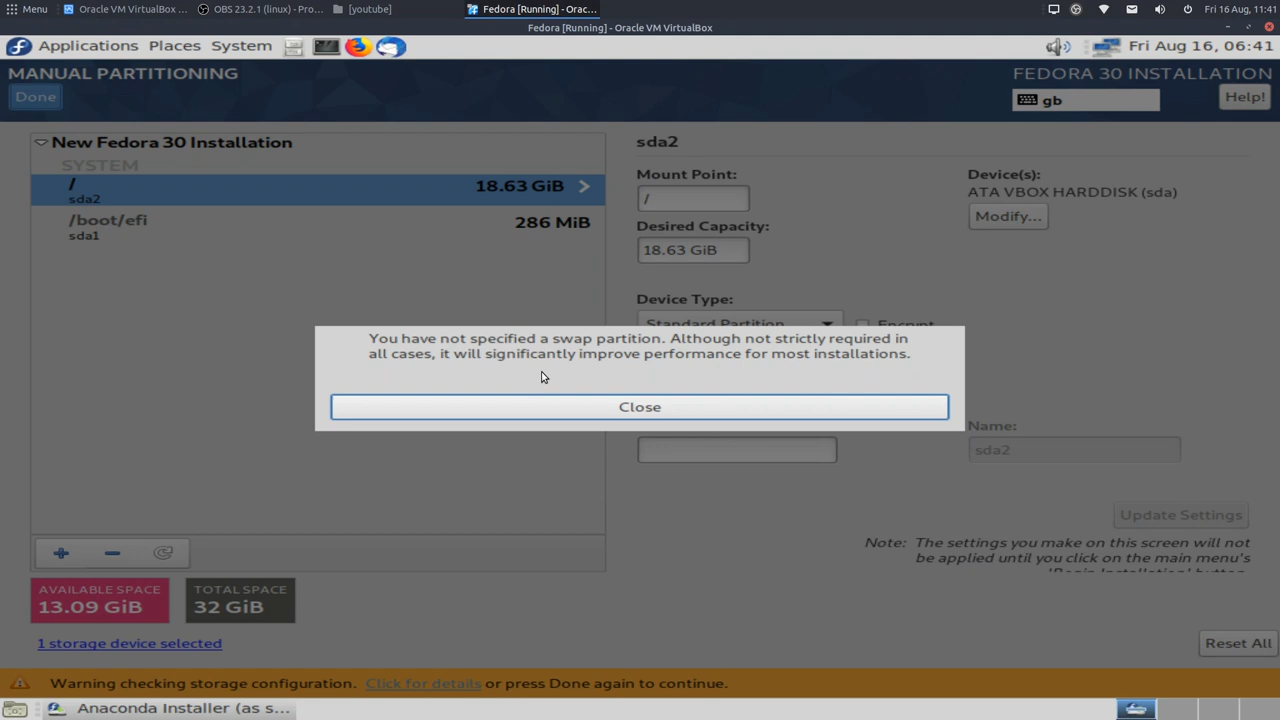 Menu
Oracle VM VirtualBox ...
OBS 23.2.1 (linux) - Pro...
[youtube]
Fedora [Running] - Orac...
Fri 16 Aug, 11:41
Fedora [Running] - Oracle VM VirtualBox
Applications Places System
Fri Aug 16, 06:41
MANUAL PARTITIONING
FEDORA 30 INSTALLATION
Done
gb
Help!
New Fedora 30 Installation
SYSTEM
/
18.63 GiB
sda2
/boot/efi
286 MiB
sda1
sda2
Mount Point:
/
Desired Capacity:
18.63 GiB
Device(s):
ATA VBOX HARDDISK (sda)
Modify...
Device Type:
Standard Partition
Encrypt
You have not specified a swap partition. Although not strictly required in
all cases, it will significantly improve performance for most installations.
Close
Name:
sda2
Update Settings
Note: The settings you make on this screen will not
be applied until you click on the main menu's
'Begin Installation' button.
AVAILABLE SPACE
13.09 GiB
TOTAL SPACE
32 GiB
1 storage device selected
Reset All
Warning checking storage configuration. Click for details or press Done again to continue.
Anaconda Installer (as s...